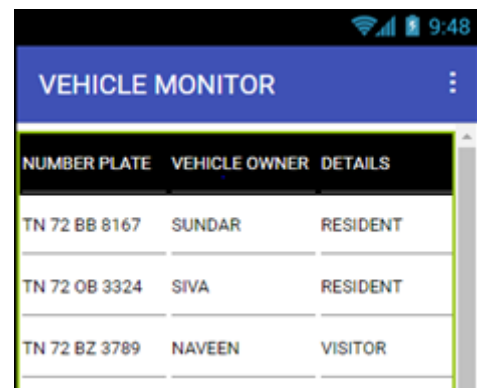 9:48
VEHICLE MONITOR
NUMBER PLATE VEHICLE OWNER DETAILS
TN 72 BB 8167 SUNDAR RESIDENT
TN 72 OB 3324 SIVA RESIDENT
TN 72 BZ 3789 NAVEEN VISITOR